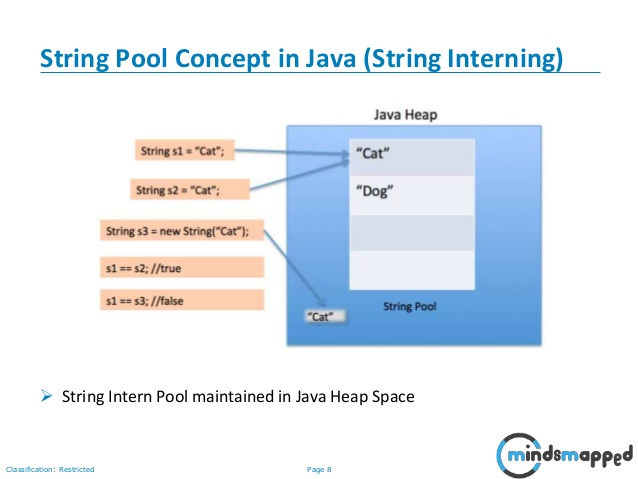 String Pool Concept in Java (String Interning)
Java Heap
String s1 = “Cat”;
“Cat”
String s2 = “Cat”;
“Dog”
String s3 = new String(“Cat”);
s1 == s2; //true
s1 == s3; //false
String Pool
“Cat”
String Intern Pool maintained in Java Heap Space
mindsmapped
Classification: Restricted
Page 8